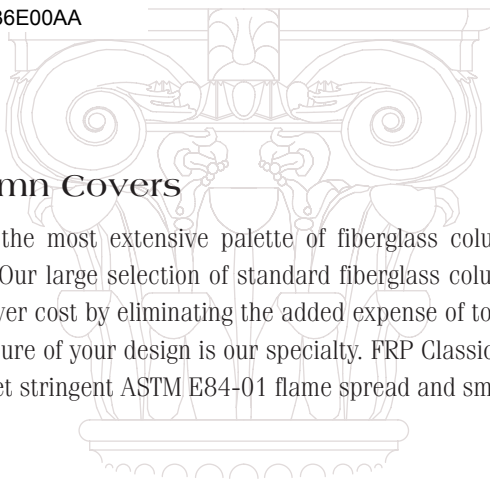 36E00AA
mn Covers
the most extensive palette of fiberglass colu
Our large selection of standard fiberglass colu
ver cost by eliminating the added expense of to
ure of your design is our specialty. FRP Classic
et stringent ASTM E84-01 flame spread and sm